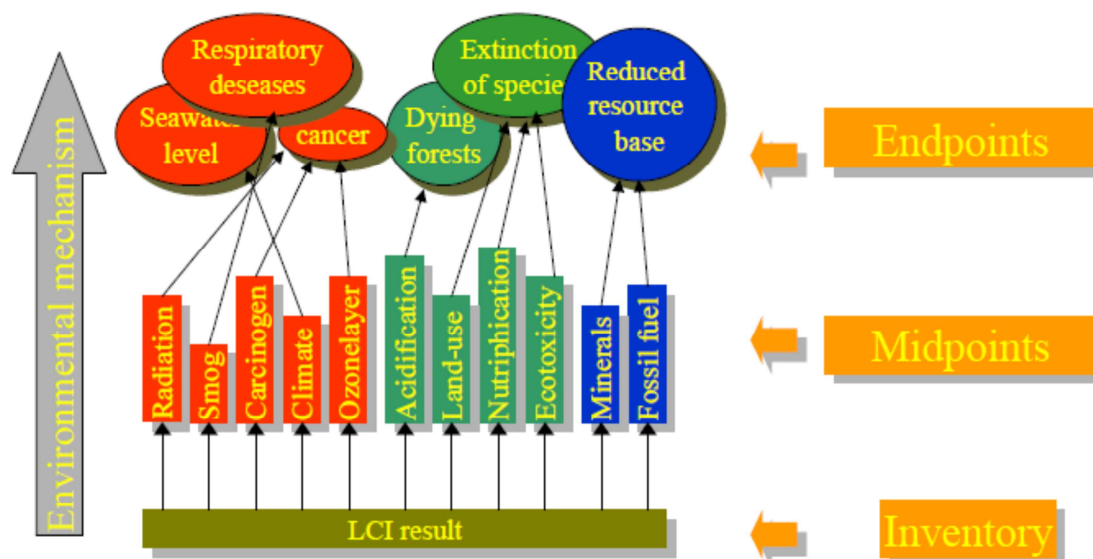 Environmental mechanism
Respiratory
deseases
Seawater
level
cancer
Extinction
of species
Dying
forests
Reduced
resource
base
Endpoints
Radiation
Smog
Carcinogen
Climate
Ozonelayer
Acidification
Land-use
Nutriphication
Ecotoxicity
Minerals
Fossil fuel
Midpoints
LCI result
Inventory